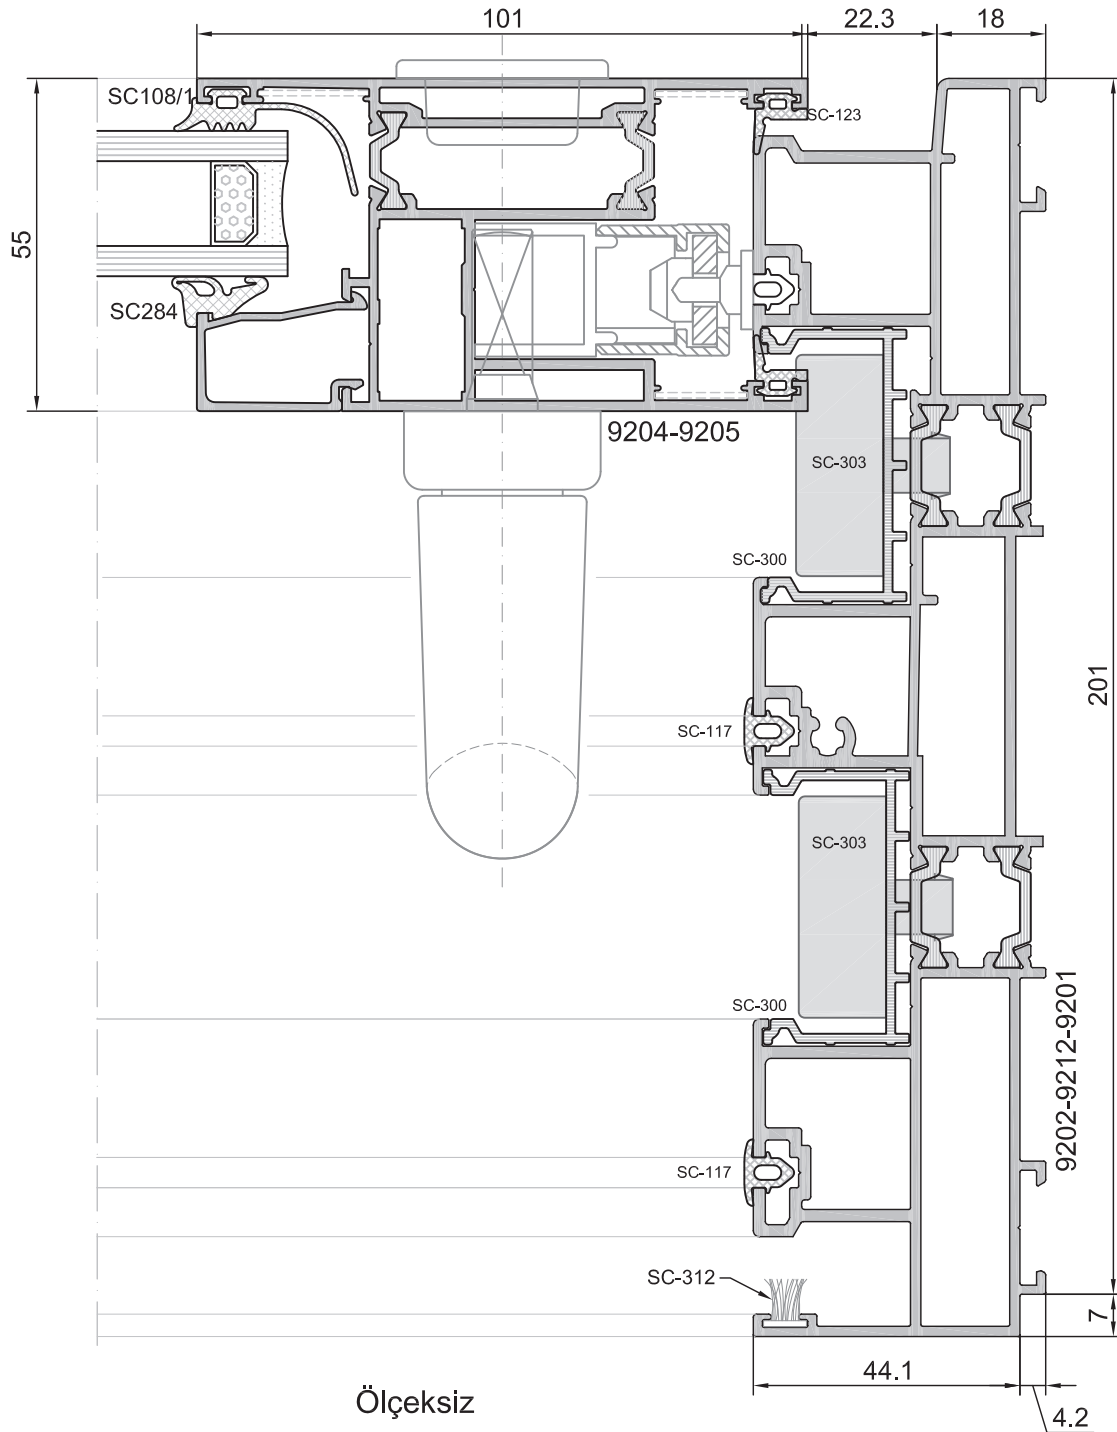 101
22.3
18
SC108/1
SC-123
55
SC284
9204-9205
SC-303
SC-300
201
SC-117
SC-303
SC-300
9202-9212-9201
SC-117
SC-312
7
44.1
4.2
Ölçeksiz